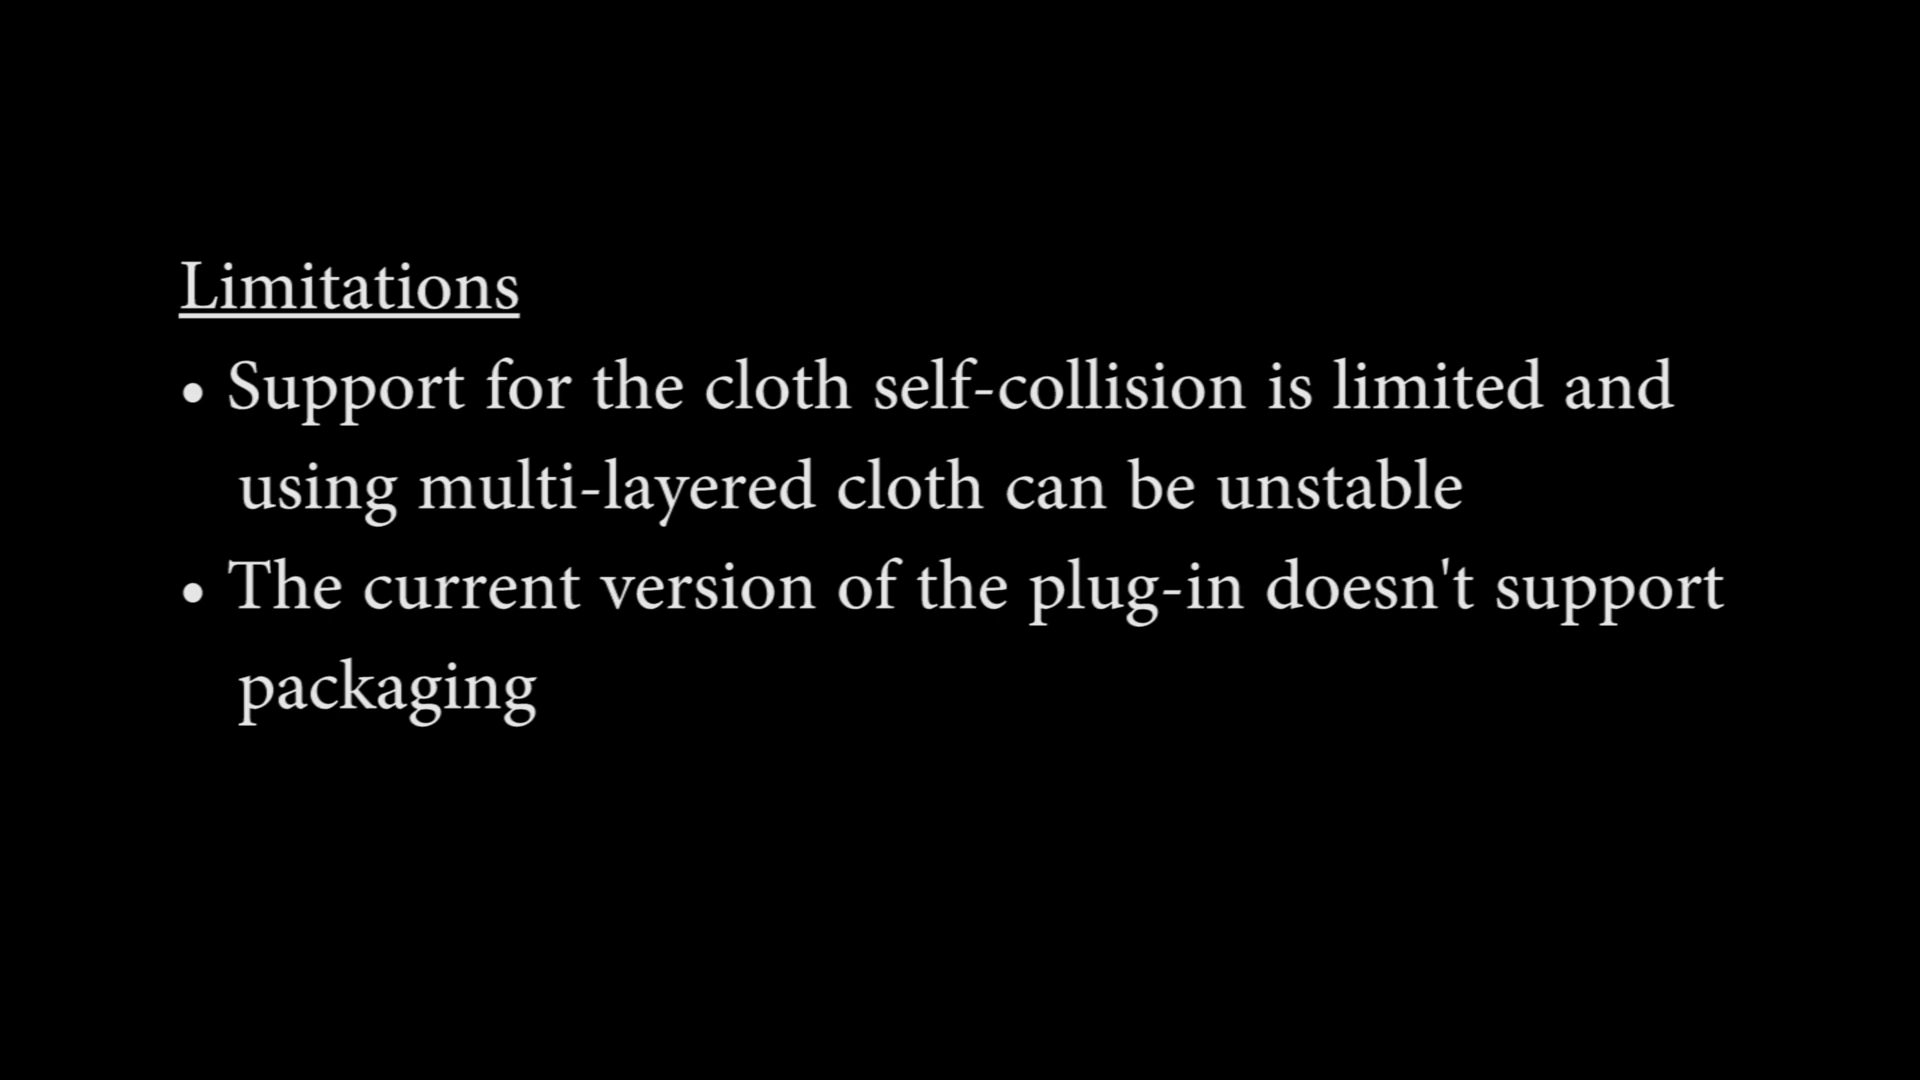 Limitations
• Support for the cloth self-collision is limited and
using multi-layered cloth can be unstable
• The current version of the plug-in doesn't support
packaging